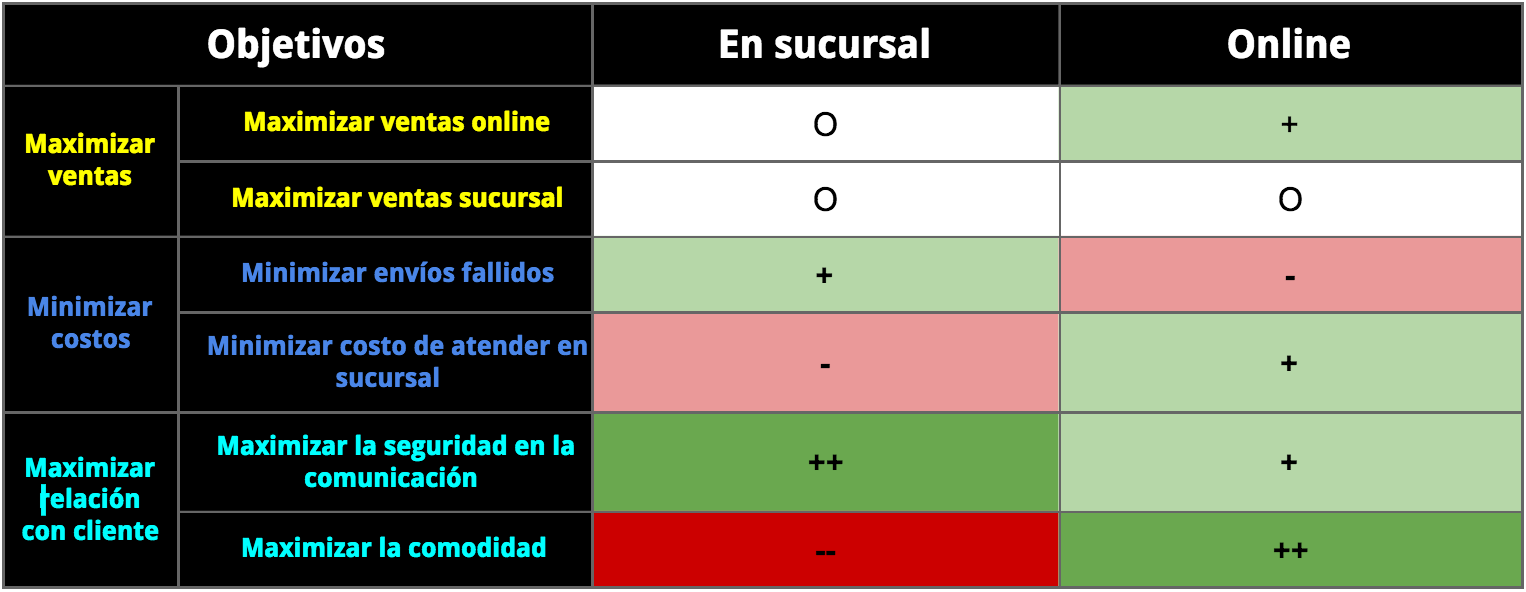 Objetivos
En sucursal
Online
Maximizar
ventas
Maximizar ventas online
O
+
Maximizar ventas sucursal
O
O
Minimizar
costos
Minimizar envíos fallidos
+
-
Minimizar costo de atender en
sucursal
-
+
Maximizar
relación
con cliente
Maximizar la seguridad en la
comunicación
++
+
Maximizar la comodidad
--
++